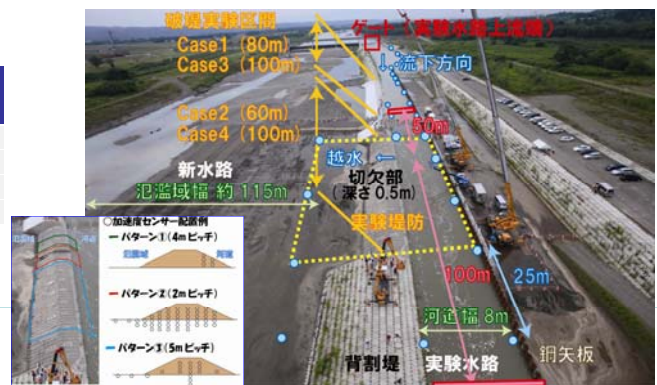 破堤実験区間
Case1 (80m)
Case3 (100m)
Case2 (60m)
Case4 (100m)
ゲート(実験水路上流端)
↓流下方向
50m
越水 ←
切欠部
(深さ0.5m)
新水路
氾濫域幅 約 115m
実験堤防
100m
25m
河道幅 8m
鋼矢板
背割堤
実験水路
○加速度センサー配置例
パターン①(4mピッチ)
氾濫域
河道
パターン②(2mピッチ)
パターン③(5mピッチ)